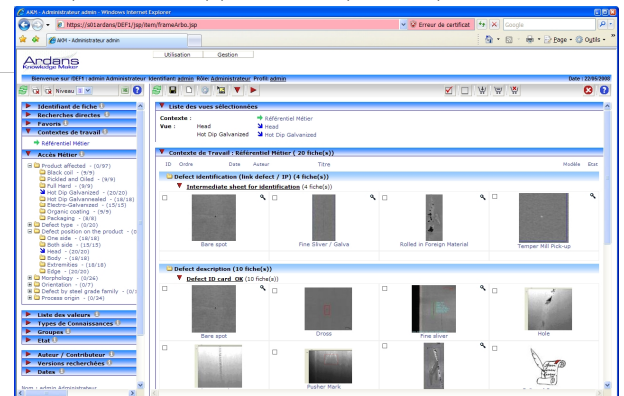 AKM - Administrateur admin - Windows Internet Explorer
https://s01ardans/DEF1/jsp/item/frameArbo.jsp
Erreur de certificat
Google
AKM - Administrateur admin
Page
Outils
Ardans
Knowledge Maker
Utilisation
Gestion
Bienvenue sur !DEF1 : admin Administrateur Identifiant: admin Rôle: Administrateur Profil: admin
Date : 22/05/2008
Niveau
Identifiant de fiche
Recherches directes
Favoris
Contextes de travail
Référentiel Métier
Accès Métier
Product affected - (0/97)
Black coil - (9/9)
Pickled and Oiled - (9/9)
Full Hard - (9/9)
Hot Dip Galvanized - (20/20)
Hot Dip Galvannealed - (18/18)
Electro-Galvanized - (15/15)
Organic coating - (9/9)
Packaging - (8/8)
Defect type - (0/20)
Defect position on the product - (0
One side - (18/18)
Both side - (15/15)
Head - (20/20)
Body - (18/18)
Extremities - (18/18)
Edge - (20/20)
Morphology - (0/26)
Orientation - (0/7)
Defect by steel grade family - (0/1
Process origin - (0/34)
Liste des valeurs
Types de Connaissances
Groupes
Etat
Auteur / Contributeur
Versions recherchées
Dates
Nom : admin Administrateur
Liste des vues sélectionnées
Contexte : Référentiel Métier
Vue : Head Head
Hot Dip Galvanized Hot Dip Galvanized
Contexte de Travail : Référentiel Métier ( 20 fiche(s))
ID Ordre Date Auteur Titre Modèle Etat
Defect identification (link defect / IP) (4 fiche(s))
Intermediate sheet for identification (4 fiche(s))
Bare spot
Fine Sliver / Galva
Rolled in Foreign Material
Tamper Mill Pick-up
Defect description (10 fiche(s))
Defect ID card_OK (10 fiche(s))
Bare spot
Dross
Fine sliver
Hole
Pusher Mark